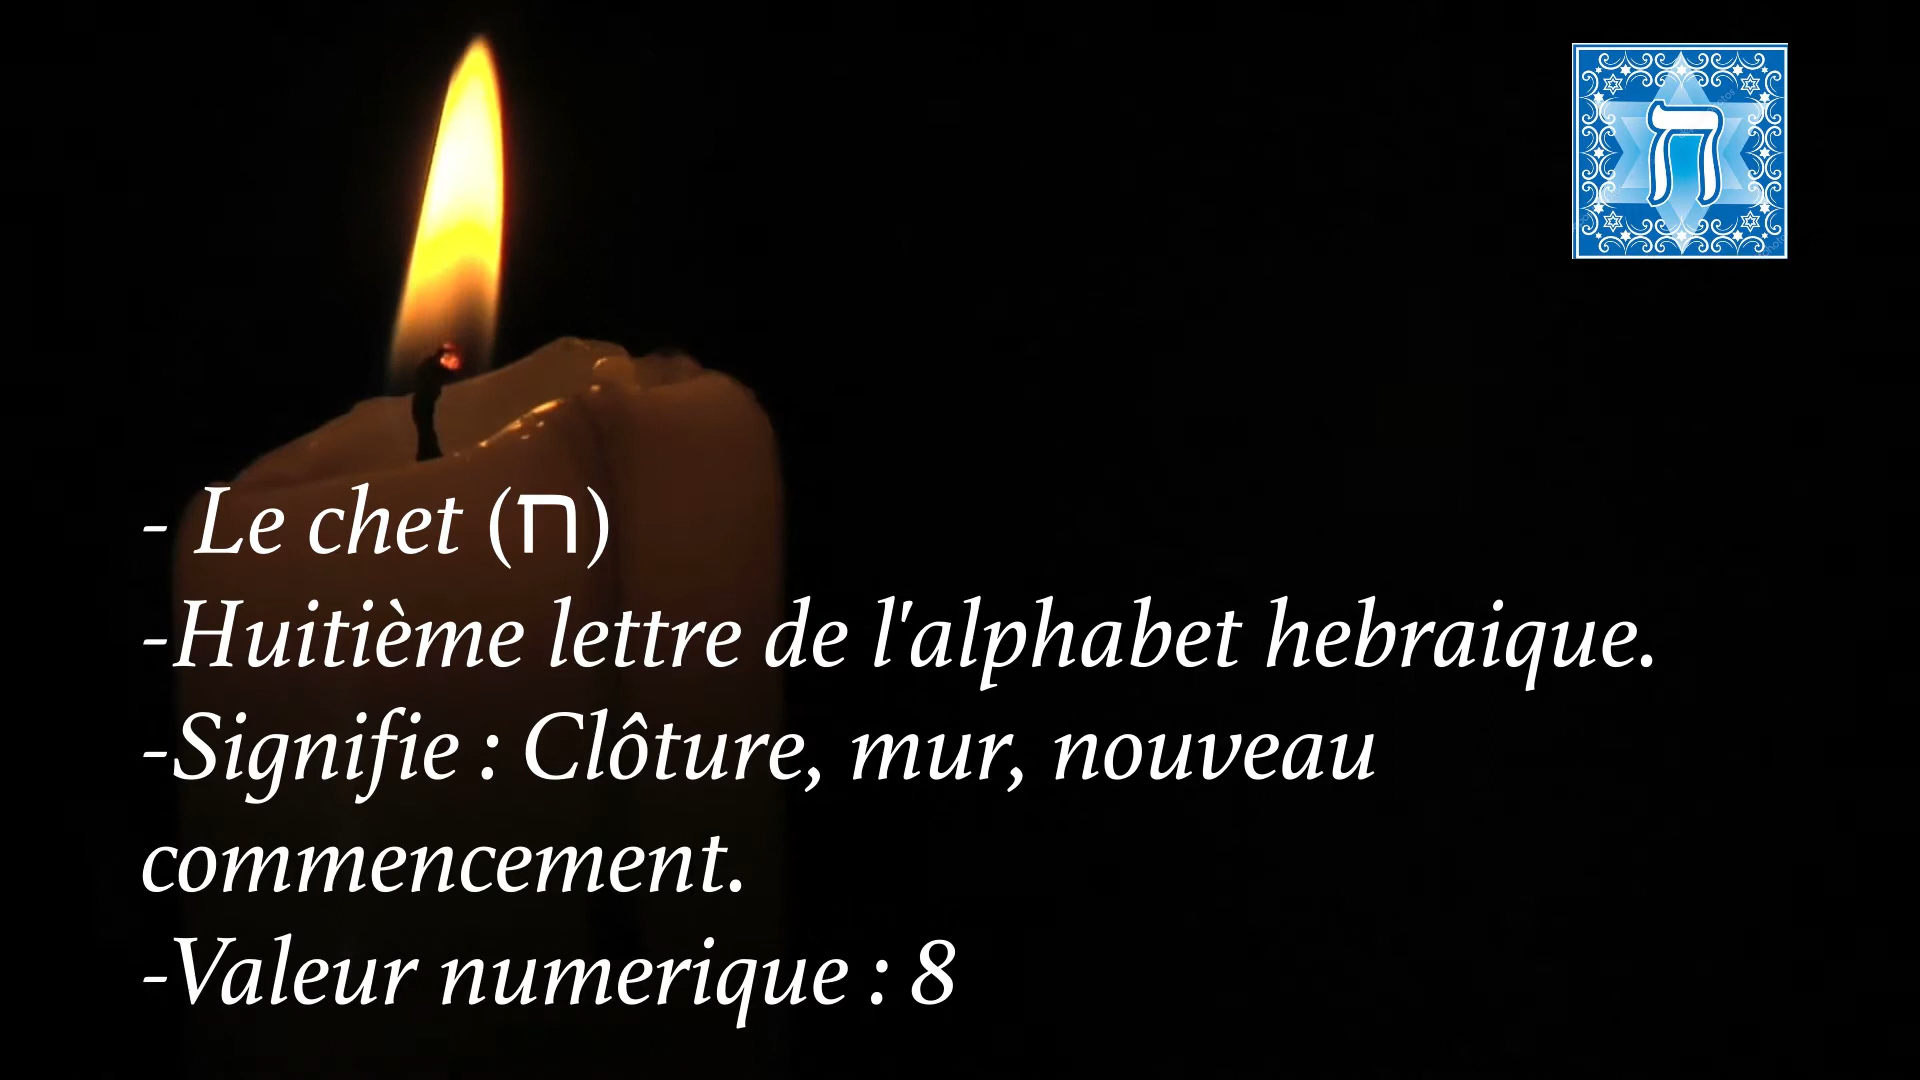 ח
- Le chet (ח)
-Huitième lettre de l'alphabet hebraique.
-Signifie : Clôture, mur, nouveau
commencement.
-Valeur numerique : 8